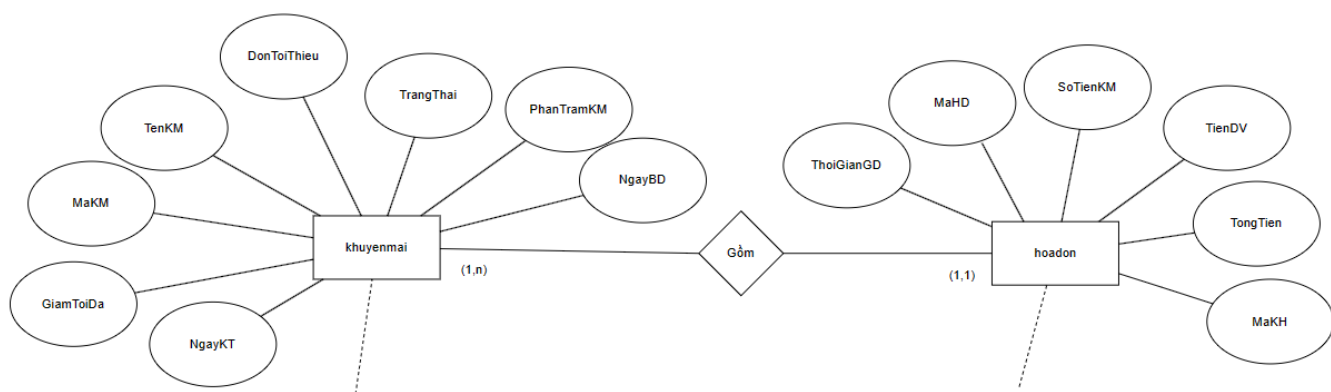 DonToiThieu
TrangThai
PhanTramKM
TenKM
NgayBD
MaKM
khuyenmai
(1,n)
GiamToiDa
NgayKT
Gồm
MaHD
SoTienKM
TienDV
ThoiGianGD
TongTien
hoadon
(1,1)
MaKH